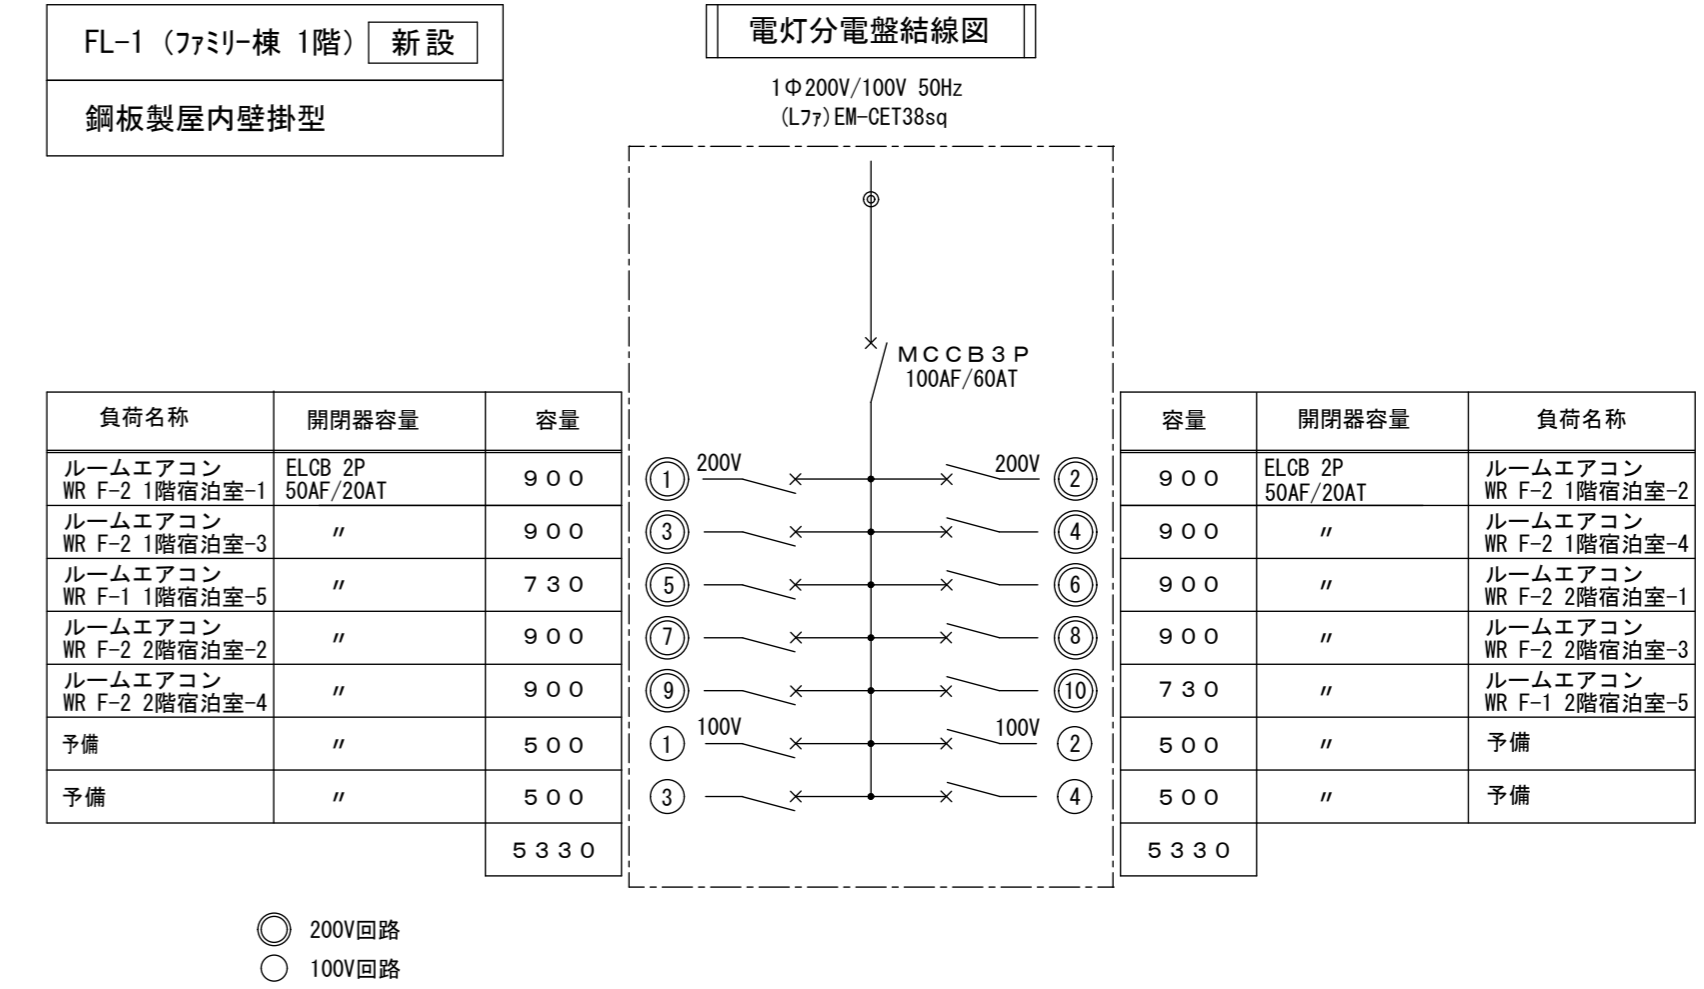 FL-1 (ファミリー棟 1階) 新設
鋼板製屋内壁掛型
電灯分電盤結線図
1Φ200V/100V 50Hz
(Lファ)EM-CET38sq
MCCB3P
100AF/60AT
負荷名称 開閉器容量 容量
容量 開閉器容量 負荷名称
ルームエアコン
WR F-2 1階宿泊室-1
ELCB 2P
50AF/20AT
900
1 200V
200V 2
900
ELCB 2P
50AF/20AT
ルームエアコン
WR F-2 1階宿泊室-2
ルームエアコン
WR F-2 1階宿泊室-3
〃 900 3
4 900 〃
ルームエアコン
WR F-2 1階宿泊室-4
ルームエアコン
WR F-1 1階宿泊室-5
〃 730 5
6 900 〃
ルームエアコン
WR F-2 2階宿泊室-1
ルームエアコン
WR F-2 2階宿泊室-2
〃 900 7
8 900 〃
ルームエアコン
WR F-2 2階宿泊室-3
ルームエアコン
WR F-2 2階宿泊室-4
〃 900 9
10 730 〃
ルームエアコン
WR F-1 2階宿泊室-5
予備 〃 500 1 100V
100V 2 500 〃 予備
予備 〃 500 3
4 500 〃 予備
5330
5330
200V回路
100V回路